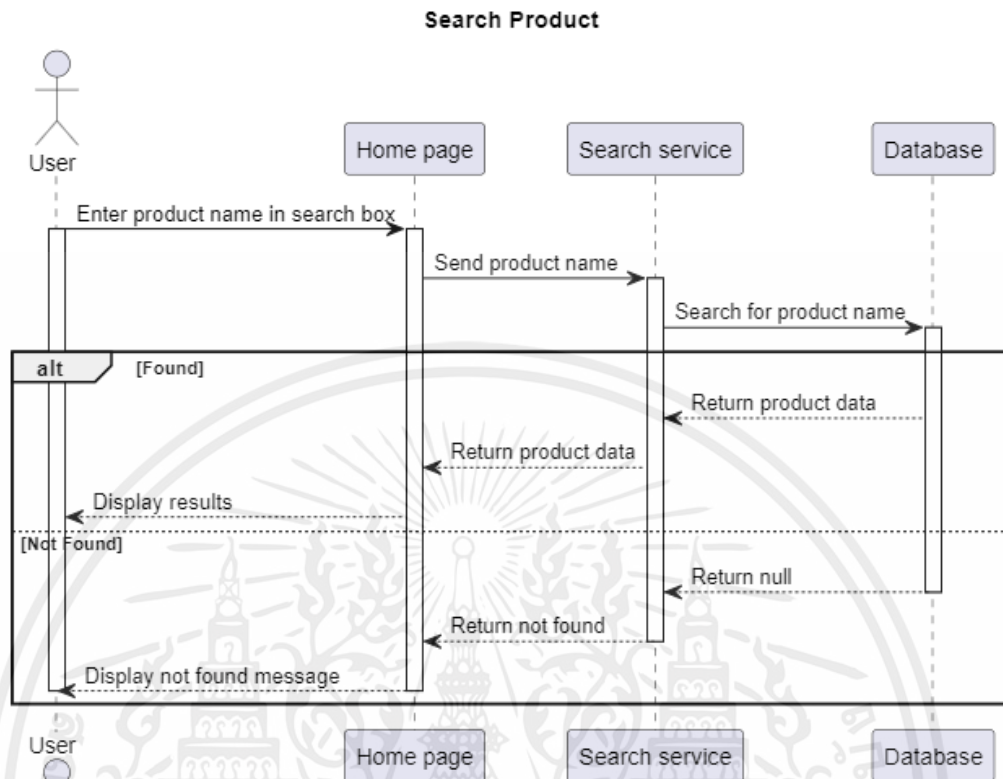 Search Product
User
Home page
Search service
Database
Enter product name in search box
Send product name
Search for product name
alt
[Found]
Return product data
Return product data
Display results
[Not Found]
Return null
Return not found
Display not found message
User
Home page
Search service
Database